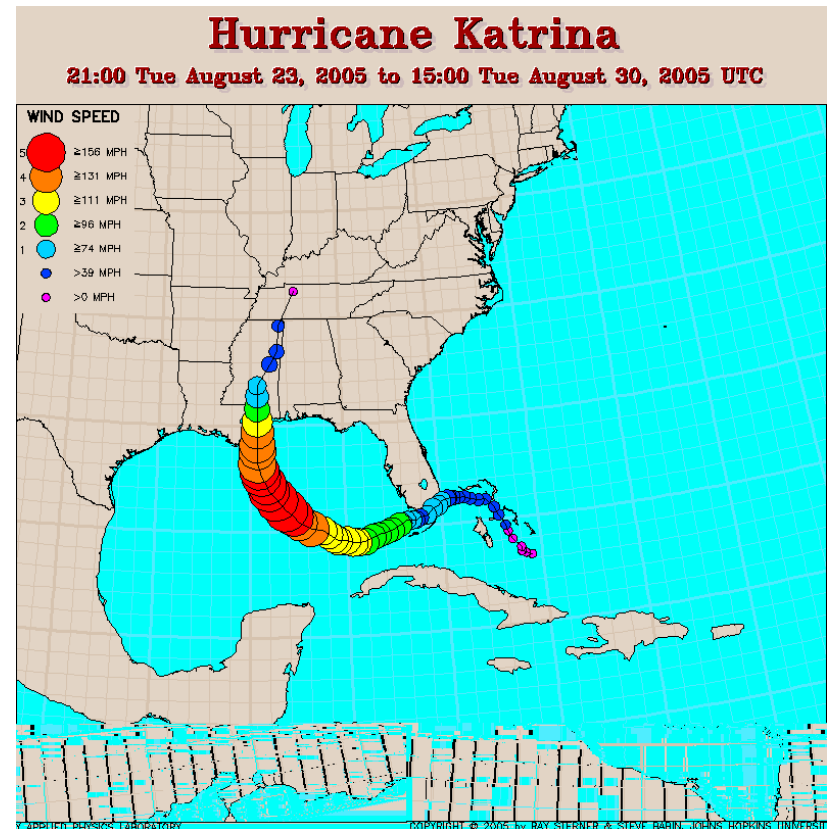 Hurricane Katrina
21:00 Tue August 23, 2005 to 15:00 Tue August 30, 2005 UTC
WIND SPEED
5 ≥156 MPH
4 ≥131 MPH
3 ≥111 MPH
2 ≥96 MPH
1 ≥74 MPH
>39 MPH
>0 MPH
APPLIED PHYSICS LABORATORY
COPYRIGHT © 2005 by RAY STERNER & STEVE BABIN, JOHNS HOPKINS